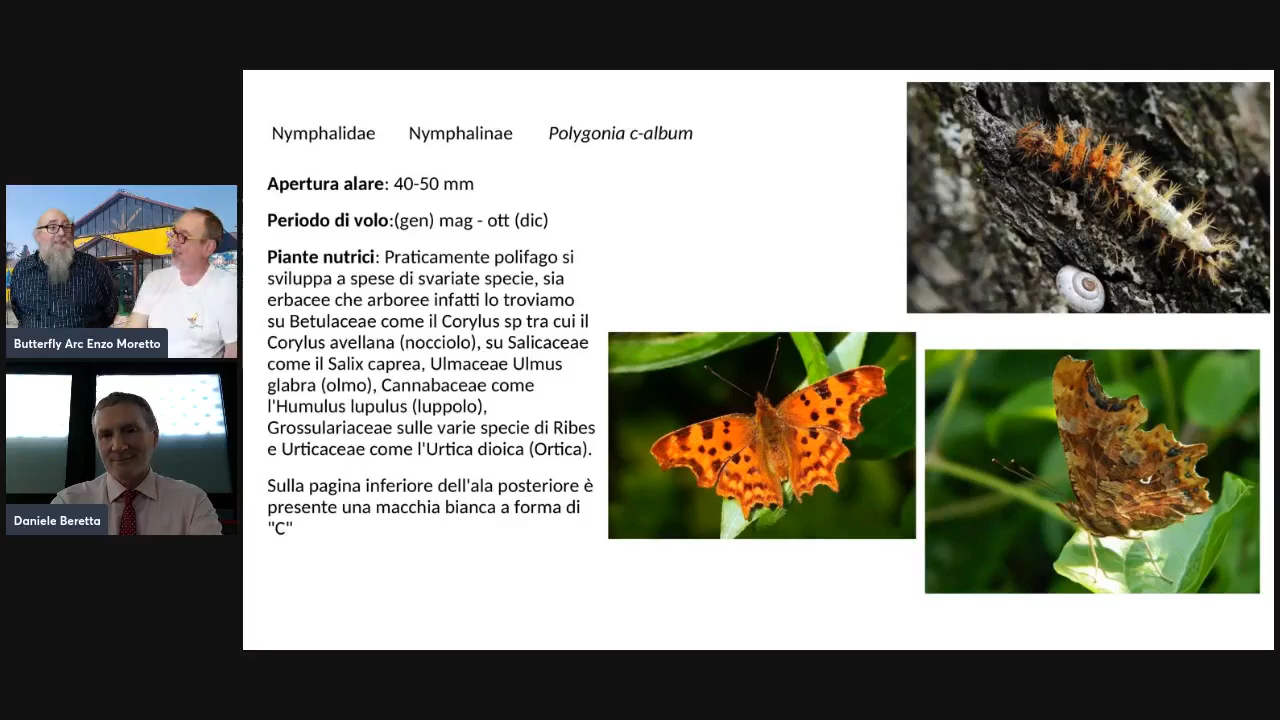 Nymphalidae Nymphalinae Polygonia c-album
Apertura alare: 40-50 mm
Periodo di volo:(gen) mag - ott (dic)
Piante nutrici: Praticamente polifago si
sviluppa a spese di svariate specie, sia
erbacee che arboree infatti lo troviamo
su Betulaceae come il Corylus sp tra cui il
Corylus avellana (nocciolo), su Salicaceae
come il Salix caprea, Ulmaceae Ulmus
glabra (olmo), Cannabaceae come
l'Humulus lupulus (luppolo),
Grossulariaceae sulle varie specie di Ribes
e Urticaceae come l'Urtica dioica (Ortica).
Sulla pagina inferiore dell'ala posteriore è
presente una macchia bianca a forma di
"C"
Butterfly Arc Enzo Moretto
Daniele Beretta